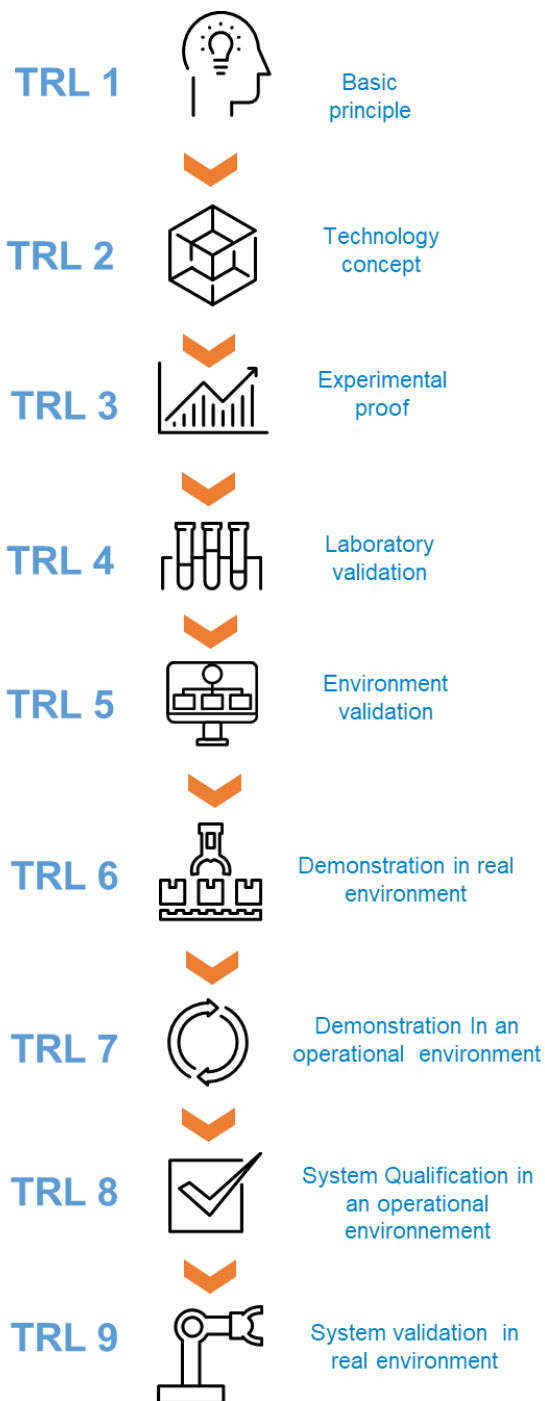 TRL 1
Basic
principle
TRL 2
Technology
concept
TRL 3
Experimental
proof
TRL 4
Laboratory
validation
TRL 5
Environment
validation
TRL 6
Demonstration in real
environment
TRL 7
Demonstration In an
operational environment
TRL 8
System Qualification in
an operational
environnement
TRL 9
System validation in
real environment